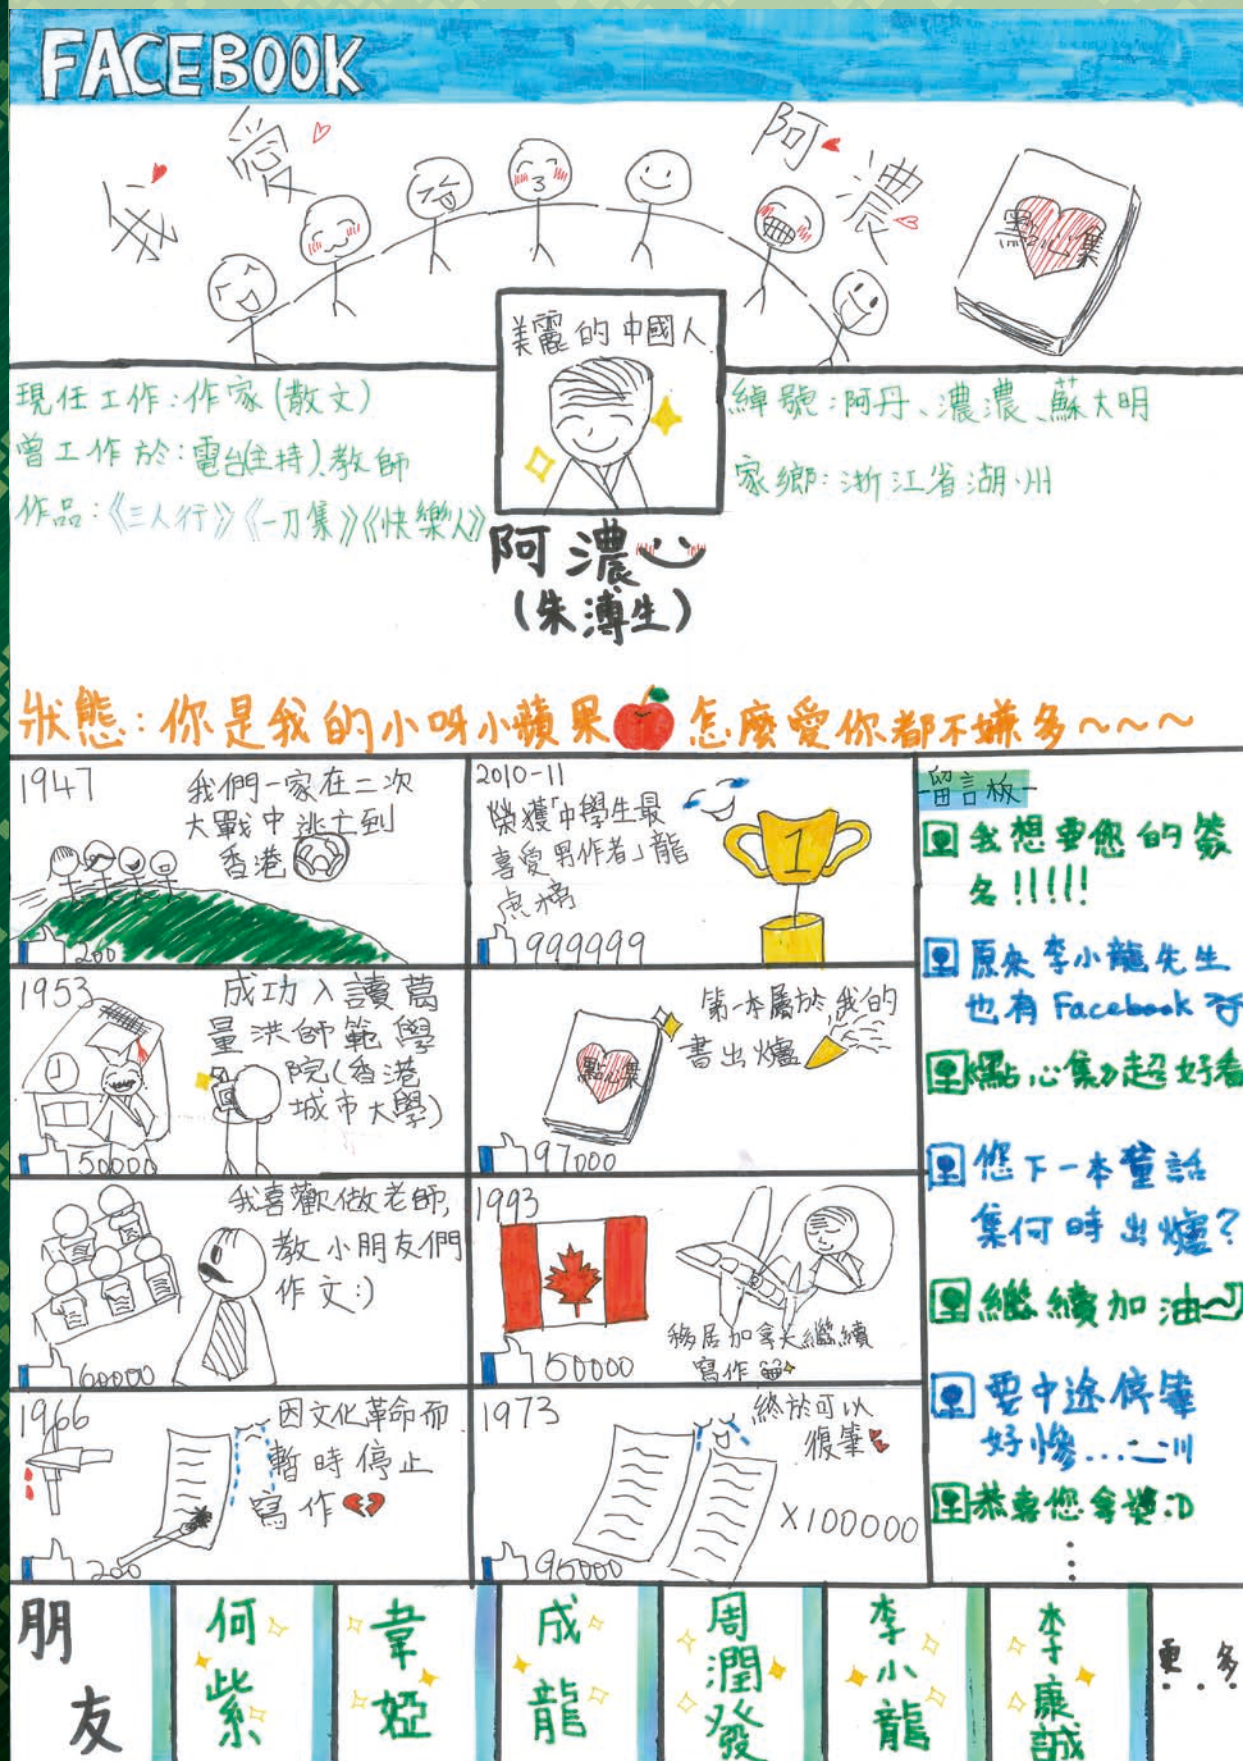 FACEBOOK
我愛阿濃
點心集
美麗的中國人
現任工作:作家(散文)
曾工作於:電台(主持)、教師
作品:《三人行》《一刀集》《快樂人》
綽號:阿丹、濃濃、蘇大明
家鄉:浙江省湖州
阿濃
(朱溥生)
狀態:你是我的小呀小蘋果 怎麼愛你都不嫌多~~~
1947
我們一家在二次
大戰中逃亡到
香港
200
2010-11
榮獲「中學生最
喜愛男作者」龍
虎榜
1
999999
1953
成功入讀葛
量洪師範學
院(香港
城市大學)
50000
第一本屬於我的
書出爐
點心集
97000
我喜歡做老師,
教小朋友們
作文:)
60000
1993
移居加拿大繼續
寫作
50000
1966
因文化革命而
暫時停止
寫作
200
1973
終於可以
復筆
X100000
95000
-留言板-
我想要您的簽
名!!!!!
原來李小龍先生
也有 Facebook
《點心集》超好看
您下一本童話
集何時出爐?
繼續加油
要中途停筆
好慘...
恭喜您拿獎:D
朋友
何紫
韋婭
成龍
周潤發
李小龍
李康誠
更多...